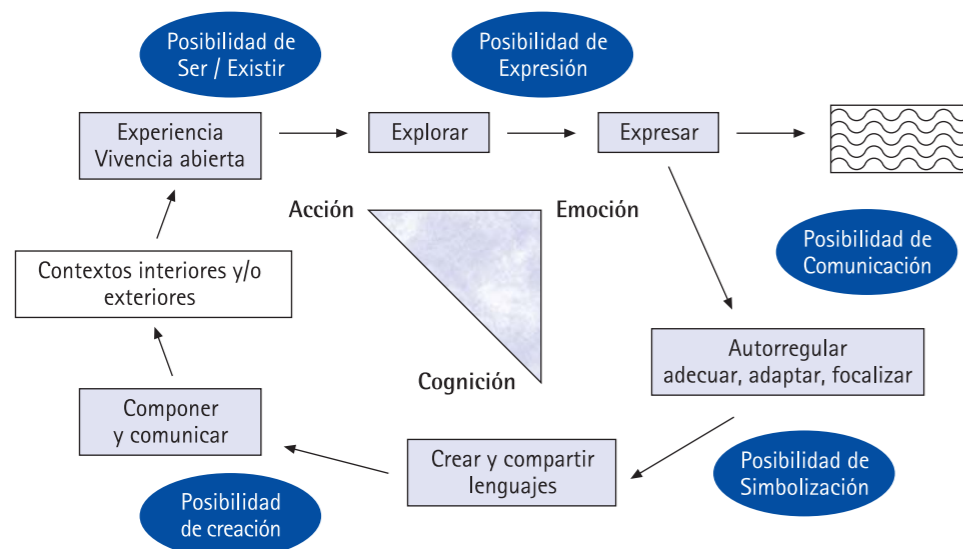 Posibilidad de
Ser / Existir
Posibilidad de
Expresión
Experiencia
Vivencia abierta
Explorar
Expresar
Acción
Emoción
Posibilidad de
Comunicación
Contextos interiores y/o
exteriores
Autorregular
adecuar, adaptar, focalizar
Cognición
Componer
y comunicar
Crear y compartir
lenguajes
Posibilidad de
Simbolización
Posibilidad
de creación